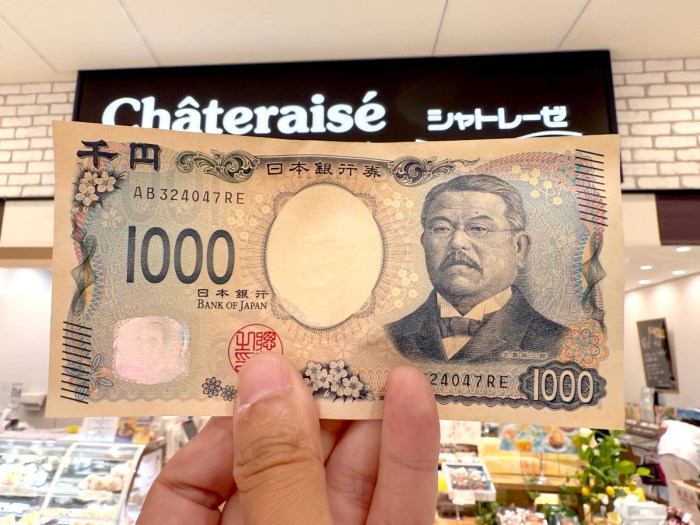 Châteraisé
シャトレーゼ
千円
日本銀行券
AB324047RE
1000
日本銀行
BANK OF JAPAN
24047RE
1000